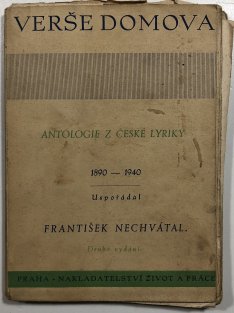 VERŠE DOMOVA
ANTOLOGIE Z ČESKÉ LYRIKY
1890 — 1940
Uspořádal
FRANTIŠEK NECHVÁTAL.
Druhé vydání.
PRAHA - NAKLADATELSTVÍ ŽIVOT A PRÁCE